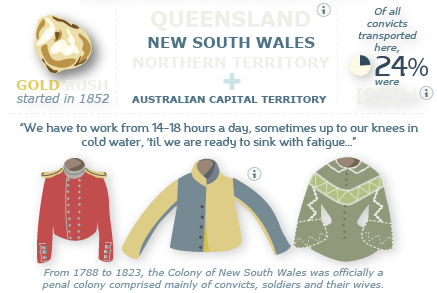 QUEENSLAND
NEW SOUTH WALES
NORTHERN TERRITORY
+
AUSTRALIAN CAPITAL TERRITORY
GOLD RUSH
started in 1852
Of all
convicts
transported
here,
24%
were
“We have to work from 14–18 hours a day, sometimes up to our knees in
cold water, ’til we are ready to sink with fatigue...”
From 1788 to 1823, the Colony of New South Wales was officially a
penal colony comprised mainly of convicts, soldiers and their wives.